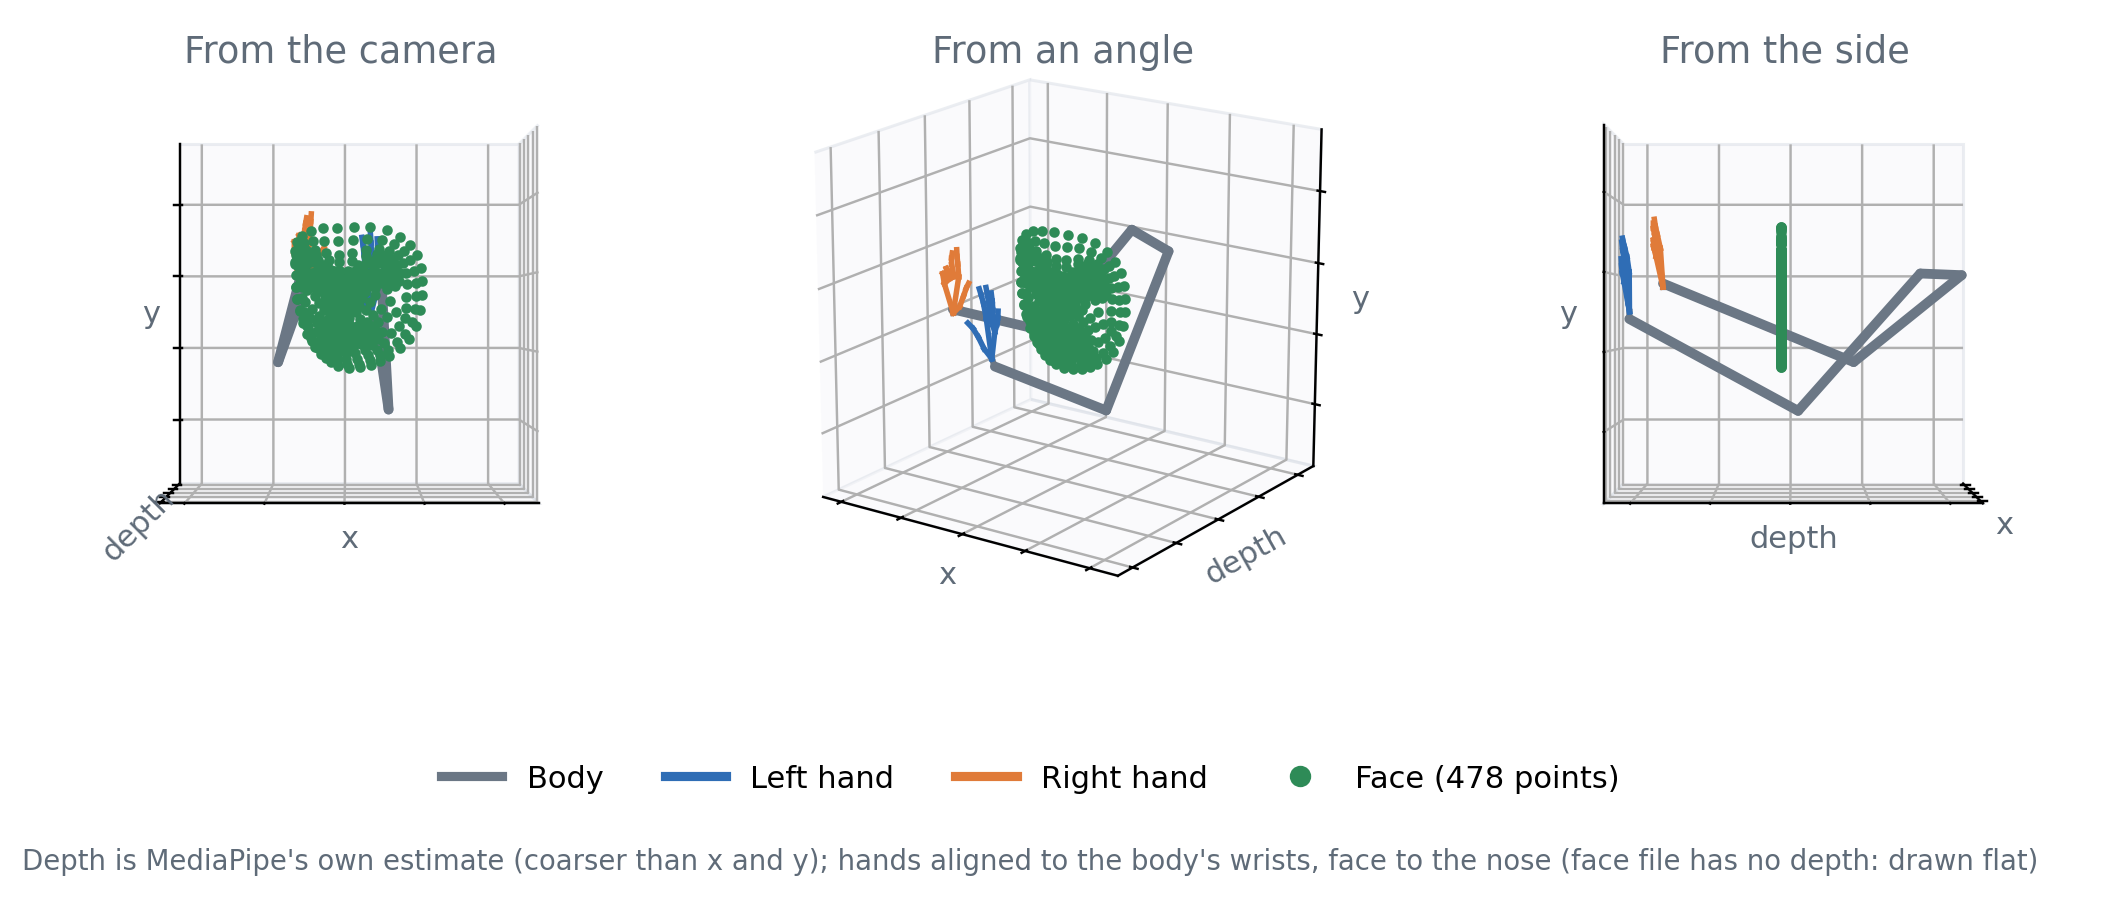 From the camera
From an angle
From the side
y
depth
x
x
depth
y
y
depth
x
Body
Left hand
Right hand
Face (478 points)
Depth is MediaPipe's own estimate (coarser than x and y); hands aligned to the body's wrists, face to the nose (face file has no depth: drawn flat)